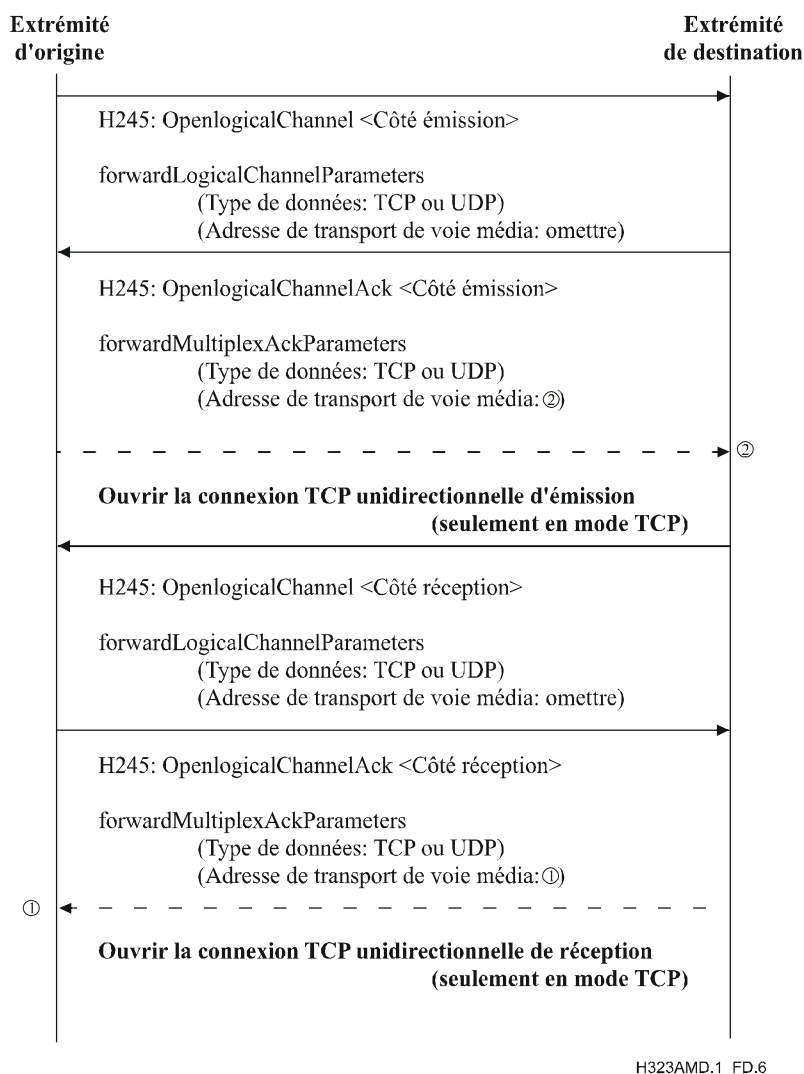 Extrémité
d'origine
Extrémité
de destination
H245: OpenlogicalChannel <Côté émission>
forwardLogicalChannelParameters
(Type de données: TCP ou UDP)
(Adresse de transport de voie média: omettre)
H245: OpenlogicalChannelAck <Côté émission>
forwardMultiplexAckParameters
(Type de données: TCP ou UDP)
(Adresse de transport de voie média:②)
②
Ouvrir la connexion TCP unidirectionnelle d'émission
(seulement en mode TCP)
H245: OpenlogicalChannel <Côté réception>
forwardLogicalChannelParameters
(Type de données: TCP ou UDP)
(Adresse de transport de voie média: omettre)
H245: OpenlogicalChannelAck <Côté réception>
forwardMultiplexAckParameters
(Type de données: TCP ou UDP)
(Adresse de transport de voie média:①)
①
Ouvrir la connexion TCP unidirectionnelle de réception
(seulement en mode TCP)
H323AMD.1_FD.6